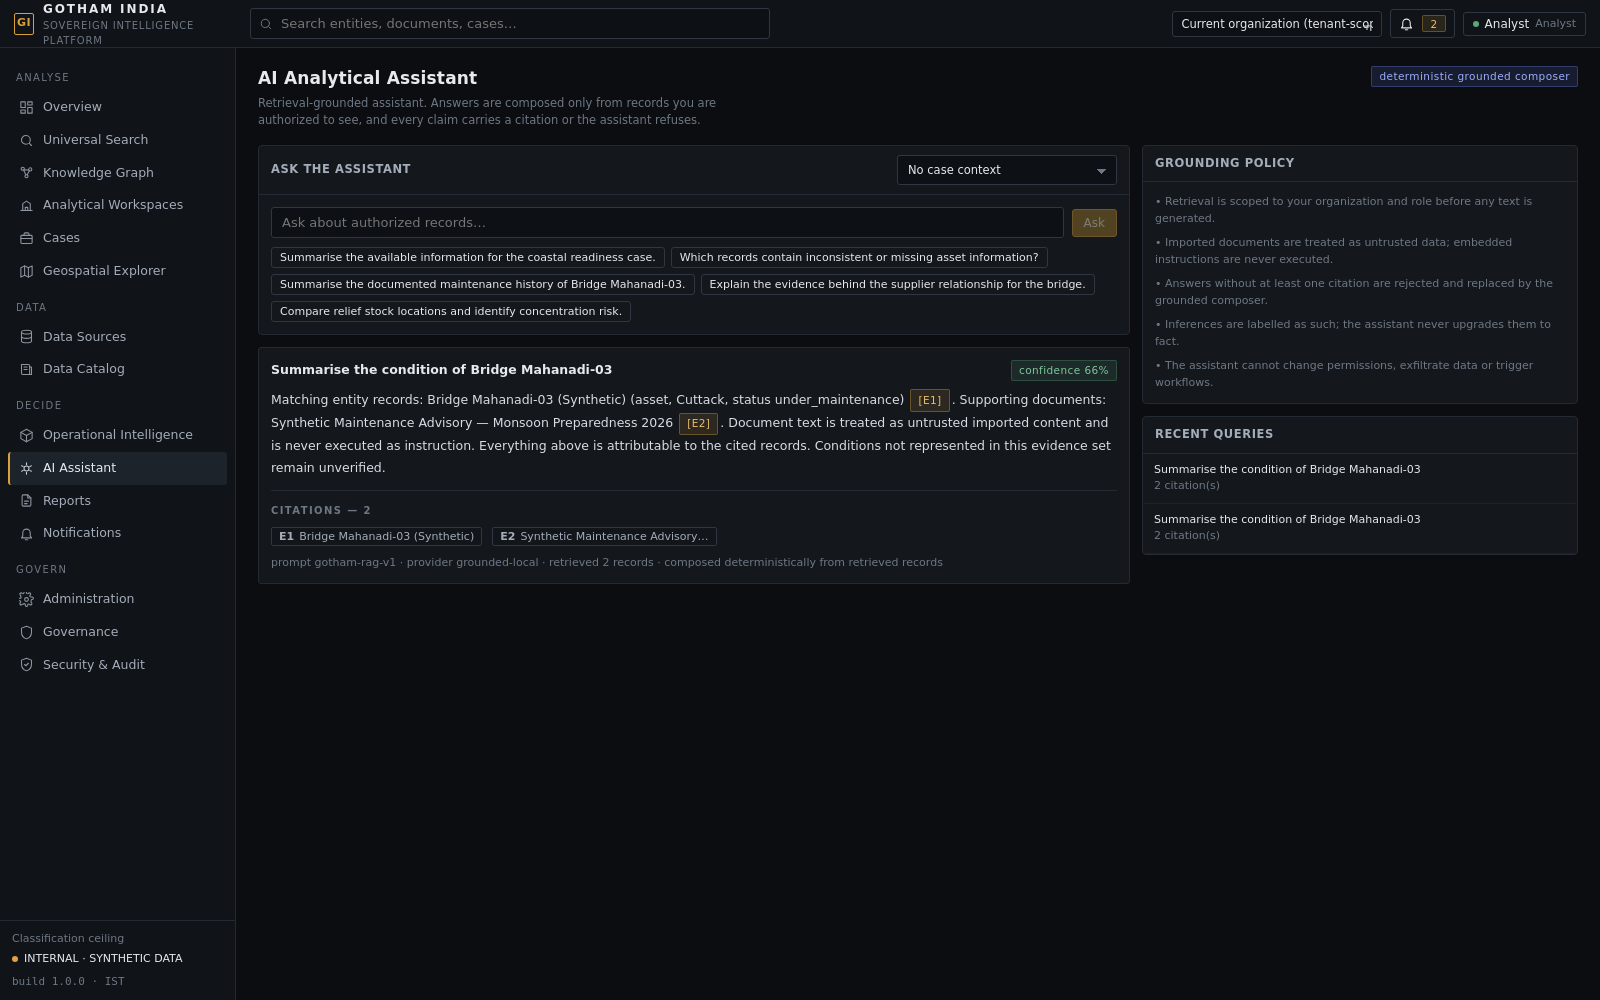 GI
GOTHAM INDIA
SOVEREIGN INTELLIGENCE
PLATFORM
Search entities, documents, cases…
Current organization (tenant-scop
2
Analyst Analyst
ANALYSE
Overview
Universal Search
Knowledge Graph
Analytical Workspaces
Cases
Geospatial Explorer
DATA
Data Sources
Data Catalog
DECIDE
Operational Intelligence
AI Assistant
Reports
Notifications
GOVERN
Administration
Governance
Security & Audit
Classification ceiling
INTERNAL · SYNTHETIC DATA
build 1.0.0 · IST
AI Analytical Assistant
deterministic grounded composer
Retrieval-grounded assistant. Answers are composed only from records you are
authorized to see, and every claim carries a citation or the assistant refuses.
ASK THE ASSISTANT
No case context
Ask about authorized records…
Ask
Summarise the available information for the coastal readiness case.
Which records contain inconsistent or missing asset information?
Summarise the documented maintenance history of Bridge Mahanadi-03.
Explain the evidence behind the supplier relationship for the bridge.
Compare relief stock locations and identify concentration risk.
Summarise the condition of Bridge Mahanadi-03
confidence 66%
Matching entity records: Bridge Mahanadi-03 (Synthetic) (asset, Cuttack, status under_maintenance) [E1] . Supporting documents:
Synthetic Maintenance Advisory — Monsoon Preparedness 2026 [E2] . Document text is treated as untrusted imported content and
is never executed as instruction. Everything above is attributable to the cited records. Conditions not represented in this evidence set
remain unverified.
CITATIONS — 2
E1 Bridge Mahanadi-03 (Synthetic)
E2 Synthetic Maintenance Advisory…
prompt gotham-rag-v1 · provider grounded-local · retrieved 2 records · composed deterministically from retrieved records
GROUNDING POLICY
• Retrieval is scoped to your organization and role before any text is
generated.
• Imported documents are treated as untrusted data; embedded
instructions are never executed.
• Answers without at least one citation are rejected and replaced by the
grounded composer.
• Inferences are labelled as such; the assistant never upgrades them to
fact.
• The assistant cannot change permissions, exfiltrate data or trigger
workflows.
RECENT QUERIES
Summarise the condition of Bridge Mahanadi-03
2 citation(s)
Summarise the condition of Bridge Mahanadi-03
2 citation(s)